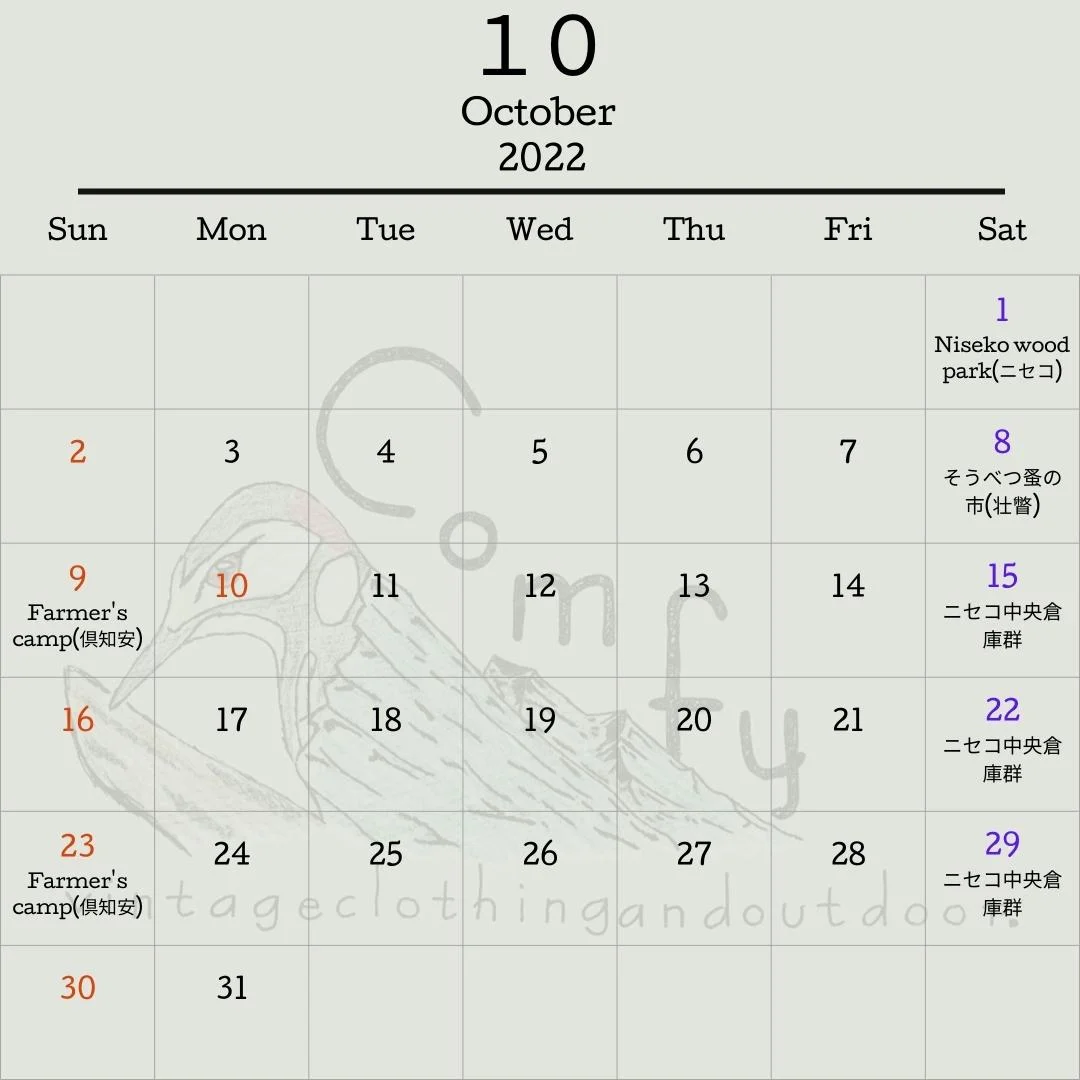 10
October
2022
Sun Mon Tue Wed Thu Fri Sat
1
Niseko wood
park(ニセコ)
2 3 4 5 6 7 8
そうべつ蚤の
市(壮瞥)
9 10 11 12 13 14 15
Farmer's
camp(倶知安)
ニセコ中央倉
庫群
16 17 18 19 20 21 22
ニセコ中央倉
庫群
23 24 25 26 27 28 29
Farmer's
camp(倶知安)
ニセコ中央倉
庫群
30 31
Comfy
vintageclothingandoutdoor.